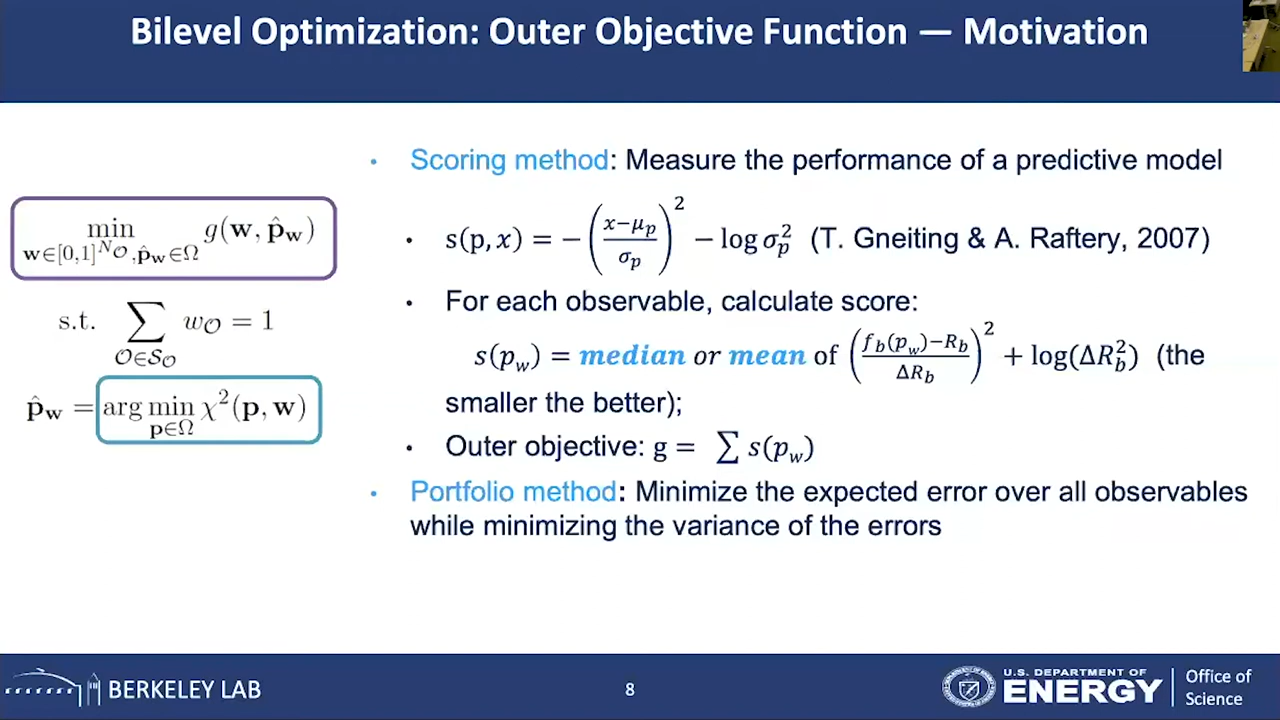 Bilevel Optimization: Outer Objective Function — Motivation
min g(w, p̂_w)
w∈[0,1]^{N_𝒪}, p̂_w∈Ω
s.t. ∑ w_𝒪 = 1
𝒪∈𝒮_𝒪
p̂_w = arg min χ²(p, w)
p∈Ω
• Scoring method: Measure the performance of a predictive model
• s(p, x) = −((x−μ_p)/σ_p)² − log σ_p² (T. Gneiting & A. Raftery, 2007)
• For each observable, calculate score:
s(p_w) = median or mean of ((f_b(p_w)−R_b)/ΔR_b)² + log(ΔR_b²) (the
smaller the better);
• Outer objective: g = ∑ s(p_w)
• Portfolio method: Minimize the expected error over all observables
while minimizing the variance of the errors
BERKELEY LAB
8
U.S. DEPARTMENT OF
ENERGY
Office of
Science